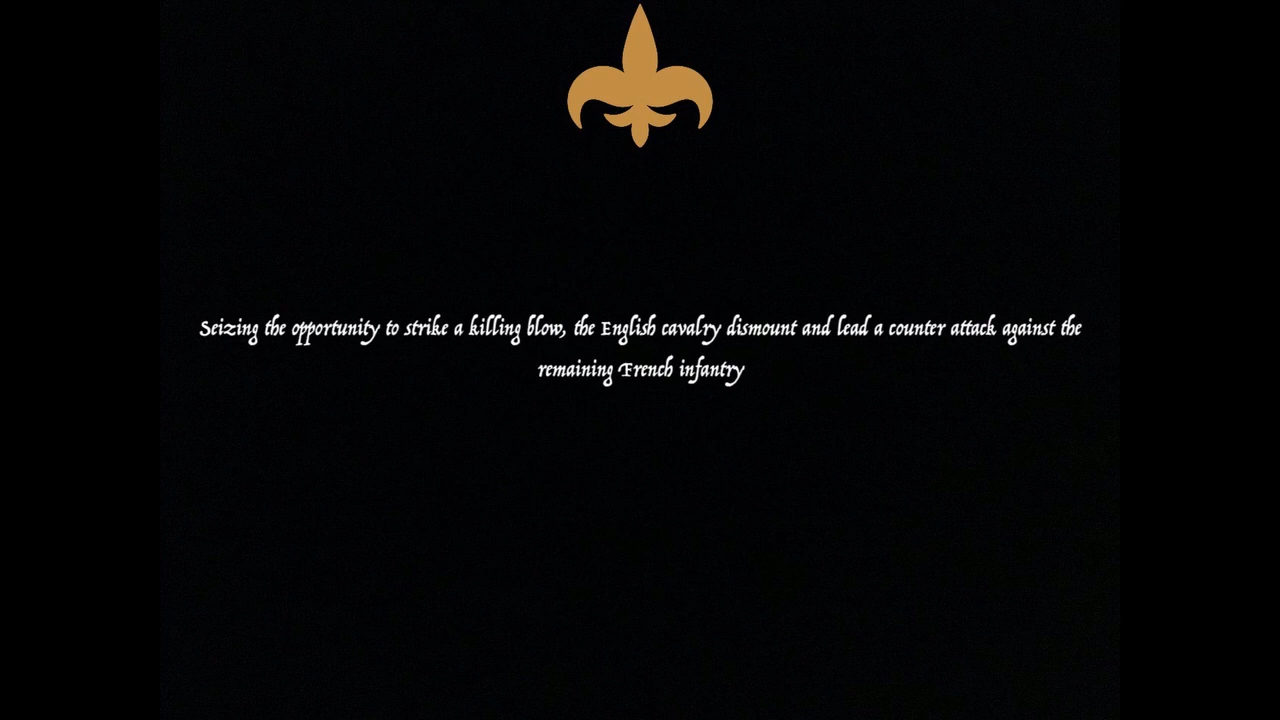 Seizing the opportunity to strike a killing blow, the English cavalry dismount and lead a counter attack against the
remaining French infantry